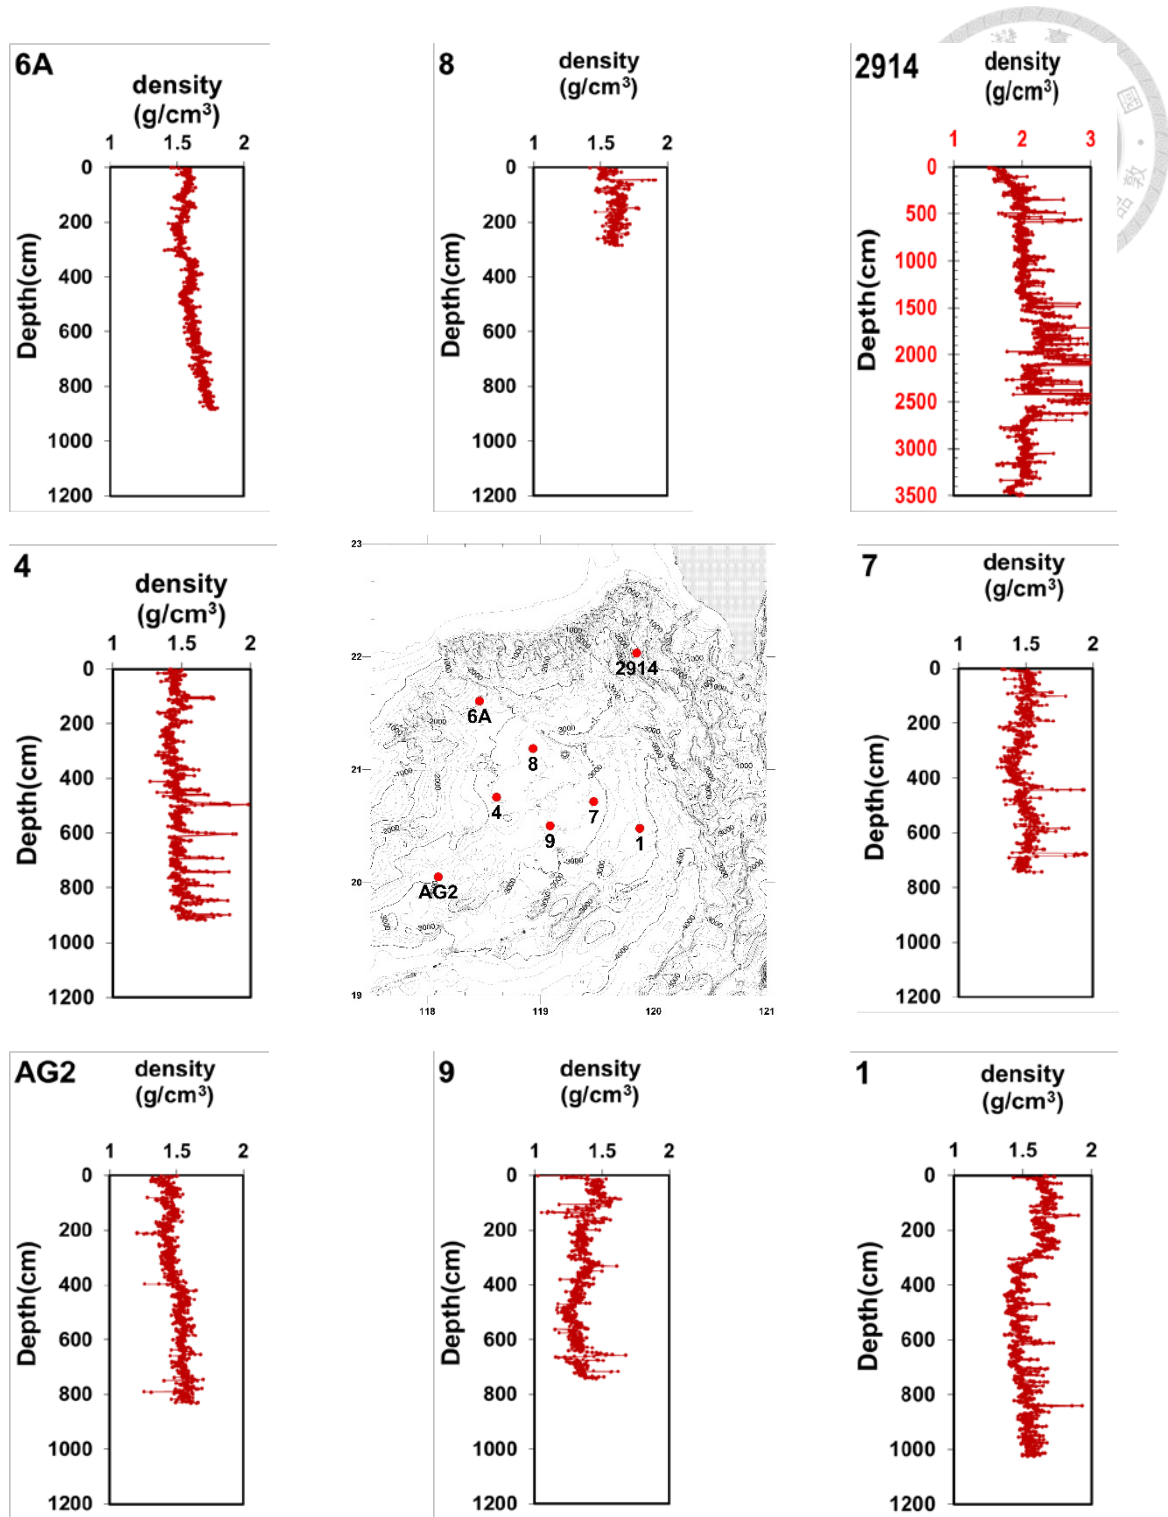 6A
density
(g/cm³)
1 1.5 2
0
200
400
600
800
1000
1200
Depth(cm)
8
density
(g/cm³)
1 1.5 2
0
200
400
600
800
1000
1200
Depth(cm)
2914
density
(g/cm³)
1 2 3
0
500
1000
1500
2000
2500
3000
3500
Depth(cm)
4
density
(g/cm³)
1 1.5 2
0
200
400
600
800
1000
1200
Depth(cm)
23
22
21
20
19
118 119 120 121
2914
6A
8
4
7
9
1
AG2
7
density
(g/cm³)
1 1.5 2
0
200
400
600
800
1000
1200
Depth(cm)
AG2
density
(g/cm³)
1 1.5 2
0
200
400
600
800
1000
1200
Depth(cm)
9
density
(g/cm³)
1 1.5 2
0
200
400
600
800
1000
1200
Depth(cm)
1
density
(g/cm³)
1 1.5 2
0
200
400
600
800
1000
1200
Depth(cm)